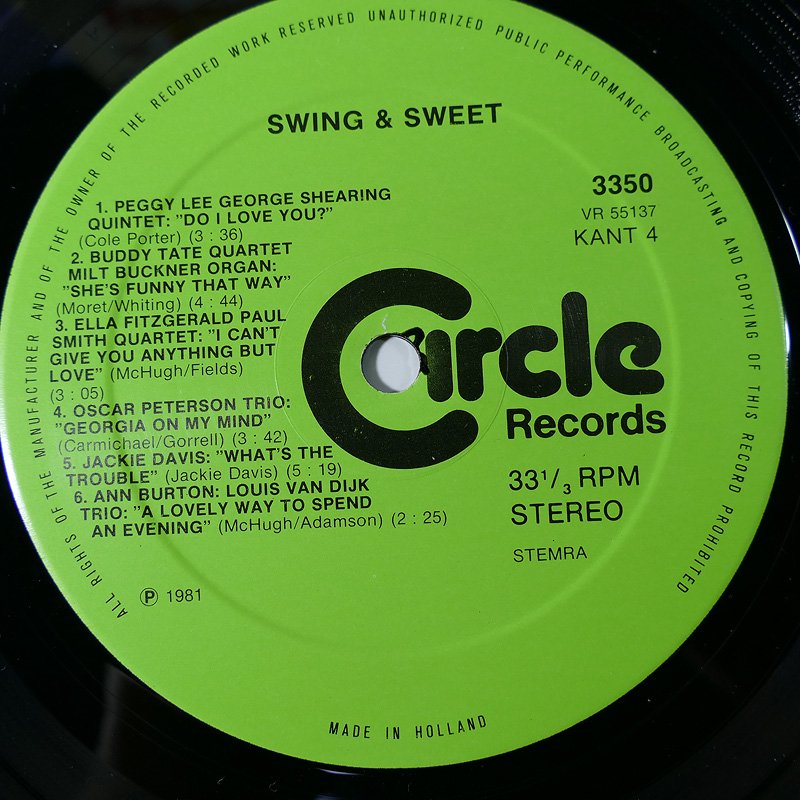 ALL RIGHTS OF THE MANUFACTURER AND OF THE OWNER OF THE RECORDED WORK RESERVED UNAUTHORIZED PUBLIC PERFORMANCE BROADCASTING AND COPYING OF THIS RECORD PROHIBITED
SWING & SWEET
3350
VR 55137
KANT 4
1. PEGGY LEE GEORGE SHEARING
QUINTET: "DO I LOVE YOU?"
(Cole Porter) (3 : 36)
2. BUDDY TATE QUARTET
MILT BUCKNER ORGAN:
"SHE'S FUNNY THAT WAY"
(Moret/Whiting) (4 : 44)
3. ELLA FITZGERALD PAUL
SMITH QUARTET: "I CAN'T
GIVE YOU ANYTHING BUT
LOVE" (McHugh/Fields)
(3 : 05)
4. OSCAR PETERSON TRIO:
"GEORGIA ON MY MIND"
(Carmichael/Gorrell) (3 : 42)
5. JACKIE DAVIS: "WHAT'S THE
TROUBLE" (Jackie Davis) (5 : 19)
6. ANN BURTON: LOUIS VAN DIJK
TRIO: "A LOVELY WAY TO SPEND
AN EVENING" (McHugh/Adamson) (2 : 25)
Circle
Records
33 1/3 RPM
STEREO
STEMRA
℗ 1981
MADE IN HOLLAND